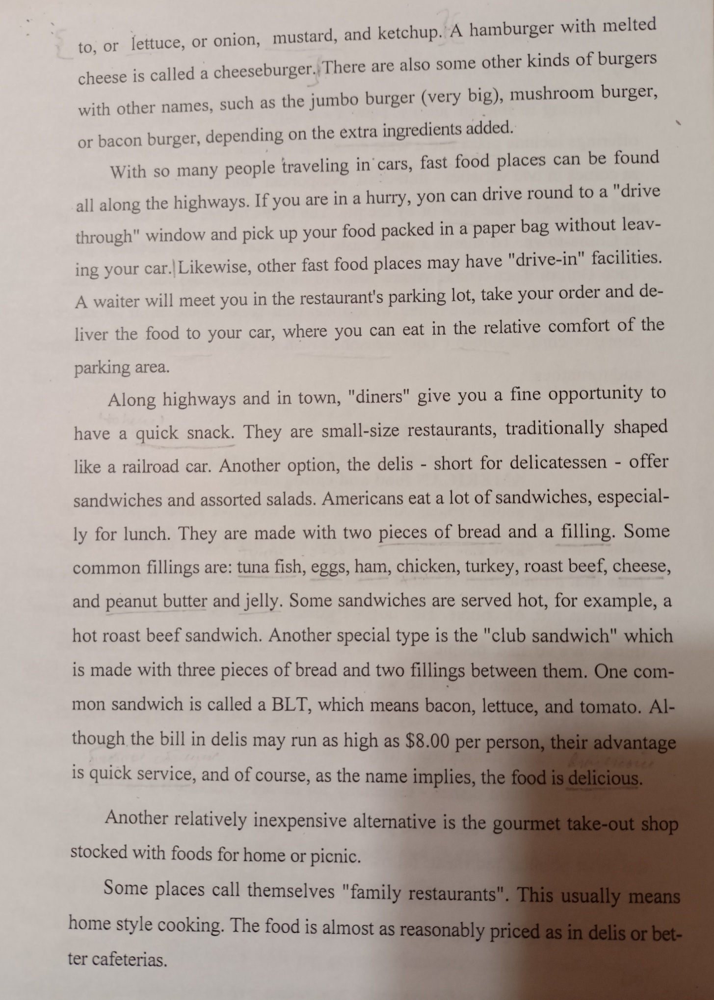 to, or lettuce, or onion, mustard, and ketchup. A hamburger with melted
cheese is called a cheeseburger. There are also some other kinds of burgers
with other names, such as the jumbo burger (very big), mushroom burger,
or bacon burger, depending on the extra ingredients added.
With so many people traveling in cars, fast food places can be found
all along the highways. If you are in a hurry, yon can drive round to a "drive
through" window and pick up your food packed in a paper bag without leav-
ing your car. Likewise, other fast food places may have "drive-in" facilities.
A waiter will meet you in the restaurant's parking lot, take your order and de-
liver the food to your car, where you can eat in the relative comfort of the
parking area.
Along highways and in town, "diners" give you a fine opportunity to
have a quick snack. They are small-size restaurants, traditionally shaped
like a railroad car. Another option, the delis - short for delicatessen - offer
sandwiches and assorted salads. Americans eat a lot of sandwiches, especial-
ly for lunch. They are made with two pieces of bread and a filling. Some
common fillings are: tuna fish, eggs, ham, chicken, turkey, roast beef, cheese,
and peanut butter and jelly. Some sandwiches are served hot, for example, a
hot roast beef sandwich. Another special type is the "club sandwich" which
is made with three pieces of bread and two fillings between them. One com-
mon sandwich is called a BLT, which means bacon, lettuce, and tomato. Al-
though the bill in delis may run as high as $8.00 per person, their advantage
is quick service, and of course, as the name implies, the food is delicious.
Another relatively inexpensive alternative is the gourmet take-out shop
stocked with foods for home or picnic.
Some places call themselves "family restaurants". This usually means
home style cooking. The food is almost as reasonably priced as in delis or bet-
ter cafeterias.